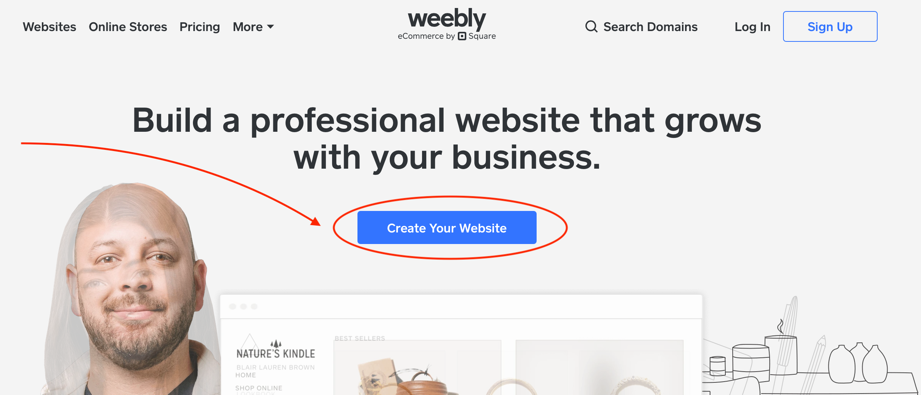 Websites Online Stores Pricing More
weebly
eCommerce by Square
Search Domains
Log In
Sign Up
Build a professional website that grows
with your business.
Create Your Website
NATURE'S KINDLE
BLAIR LAUREN BROWN
HOME
SHOP ONLINE
BEST SELLERS